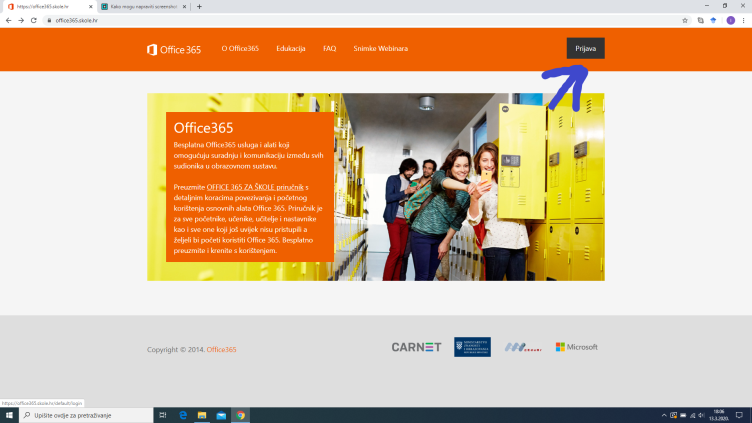 https://office365.skole.hr
Kako mogu napraviti screenshot
office365.skole.hr
Office 365
O Office365
Edukacija
FAQ
Snimke Webinara
Prijava
Office365
Besplatna Office365 usluga i alati koji
omogućuju suradnju i komunikaciju između svih
sudionika u obrazovnom sustavu.
Preuzmite OFFICE 365 ZA ŠKOLE priručnik s
detaljnim koracima povezivanja i početnog
korištenja osnovnih alata Office 365. Priručnik je
za sve početnike, učenike, učitelje i nastavnike
kao i sve one koji još uvijek nisu pristupili a
željeli bi početi koristiti Office 365. Besplatno
preuzmite i krenite s korištenjem.
Copyright © 2014. Office365
CARNET
Microsoft
https://office365.skole.hr/default/login
Upišite ovdje za pretraživanje
18:06
13.3.2020.